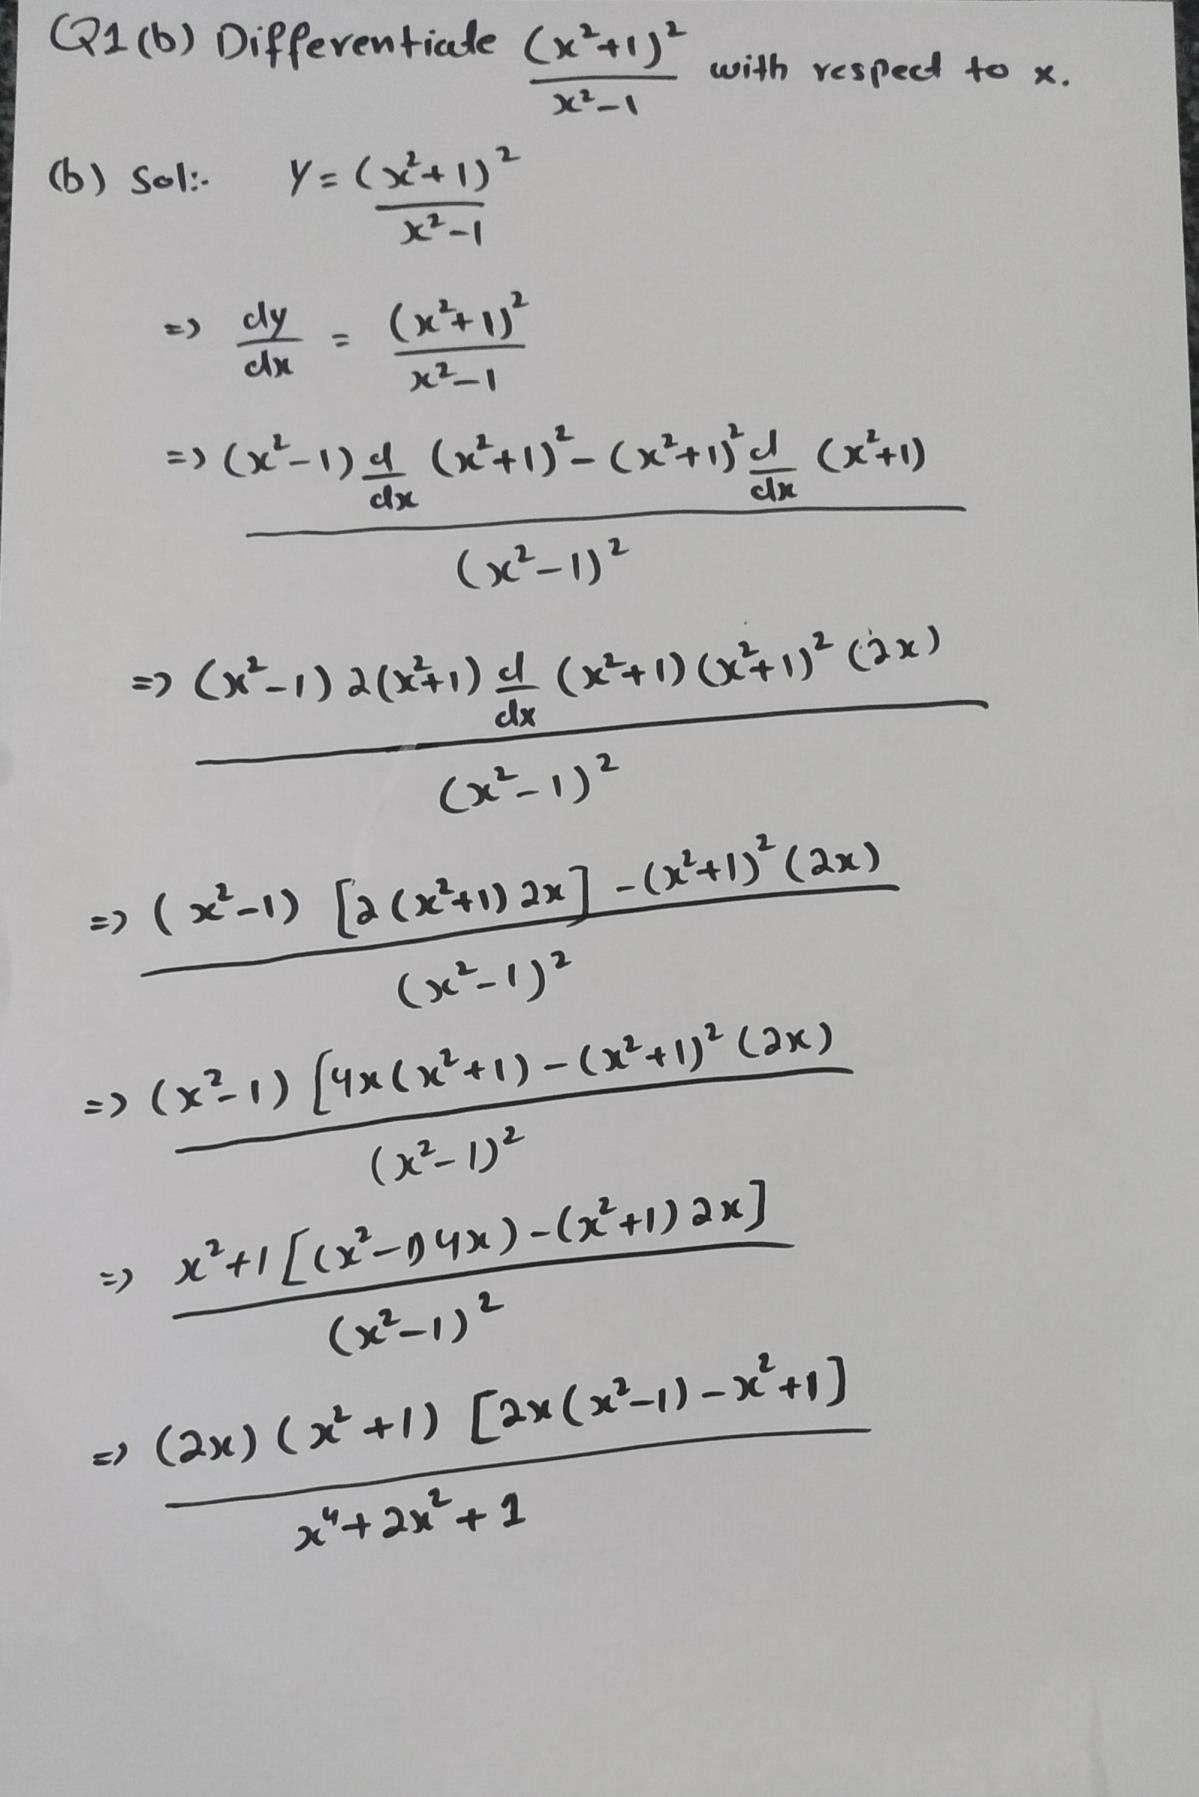 Q1(b) Differentiate (x²+1)²/x²-1 with respect to x.
(b) Sol:. y = (x²+1)²/x²-1
=> dy/dx = (x²+1)²/x²-1
=> (x²-1) d/dx (x²+1)² - (x²+1)² d/dx (x²+1)
(x²-1)²
=> (x²-1) 2(x²+1) d/dx (x²+1) (x²+1)² (2x)
(x²-1)²
=> (x²-1) [2(x²+1) 2x] - (x²+1)² (2x)
(x²-1)²
=> (x²-1) [4x(x²+1) - (x²+1)² (2x)
(x²-1)²
=> x²+1 [(x²-1) 4x) - (x²+1) 2x]
(x²-1)²
=> (2x) (x²+1) [2x(x²-1) - x²+1]
x⁴+2x²+1